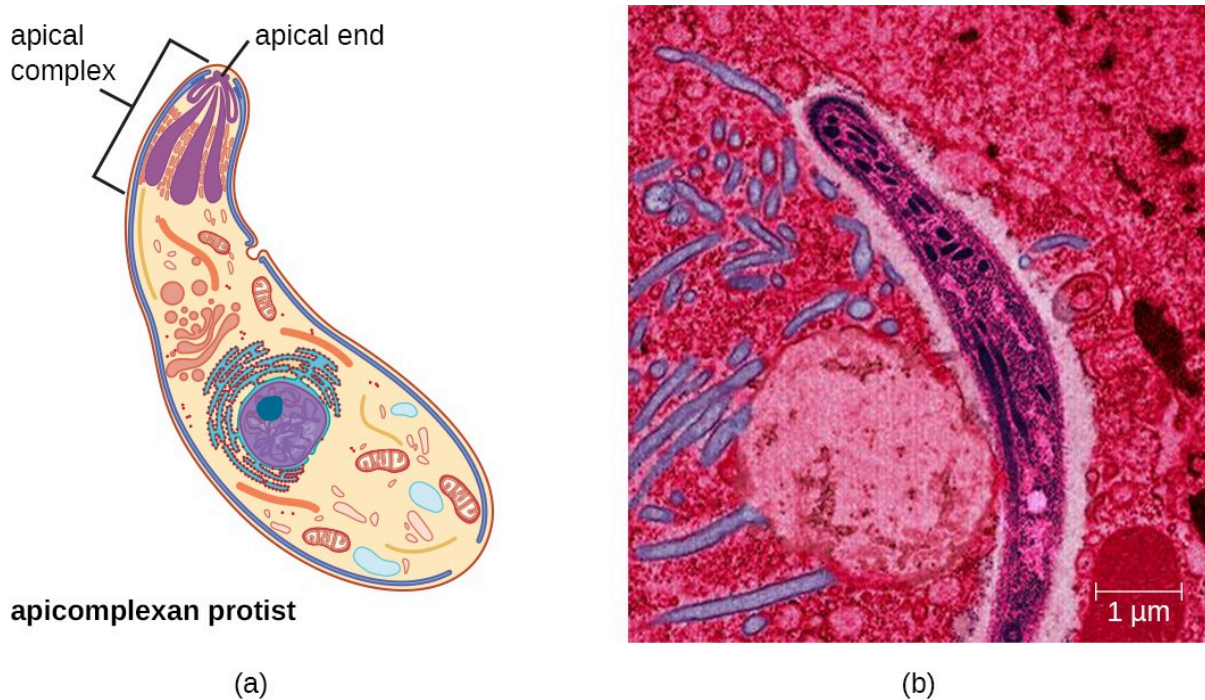 apical
complex
apical end
apicomplexan protist
1 µm
(a)
(b)